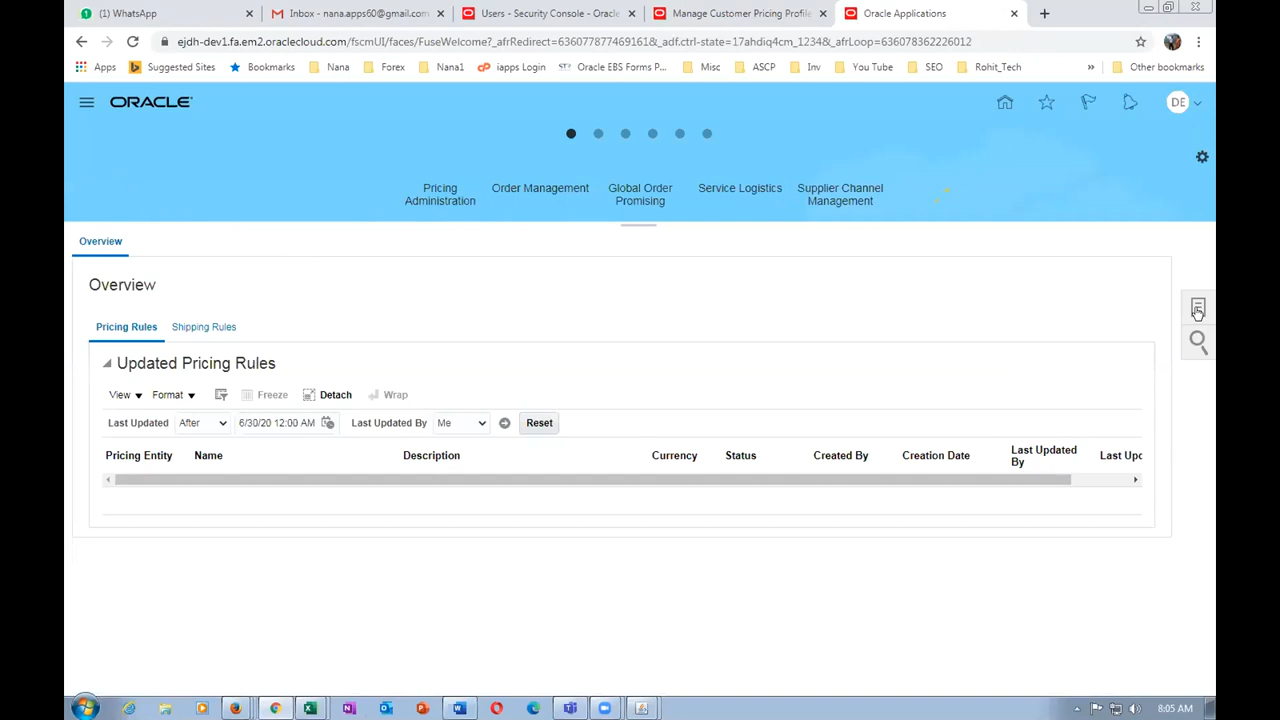 (1) WhatsApp
Inbox - nana.apps60@gmail.com
Users - Security Console - Oracle
Manage Customer Pricing Profile
Oracle Applications
ejdh-dev1.fa.em2.oraclecloud.com/fscmUI/faces/FuseWelcome?_afrRedirect=636077877469161&_adf.ctrl-state=17ahdiq4cm_1234&_afrLoop=636078362226012
Apps
Suggested Sites
Bookmarks
Nana
Forex
Nana1
iapps Login
Oracle EBS Forms P...
Misc
ASCP
Inv
You Tube
SEO
Rohit_Tech
»
Other bookmarks
ORACLE
DE
Pricing Administration
Order Management
Global Order Promising
Service Logistics
Supplier Channel Management
Overview
Overview
Pricing Rules
Shipping Rules
Updated Pricing Rules
View
Format
Freeze
Detach
Wrap
Last Updated
After
6/30/20 12:00 AM
Last Updated By
Me
Reset
Pricing Entity
Name
Description
Currency
Status
Created By
Creation Date
Last Updated By
Last Upd
8:05 AM